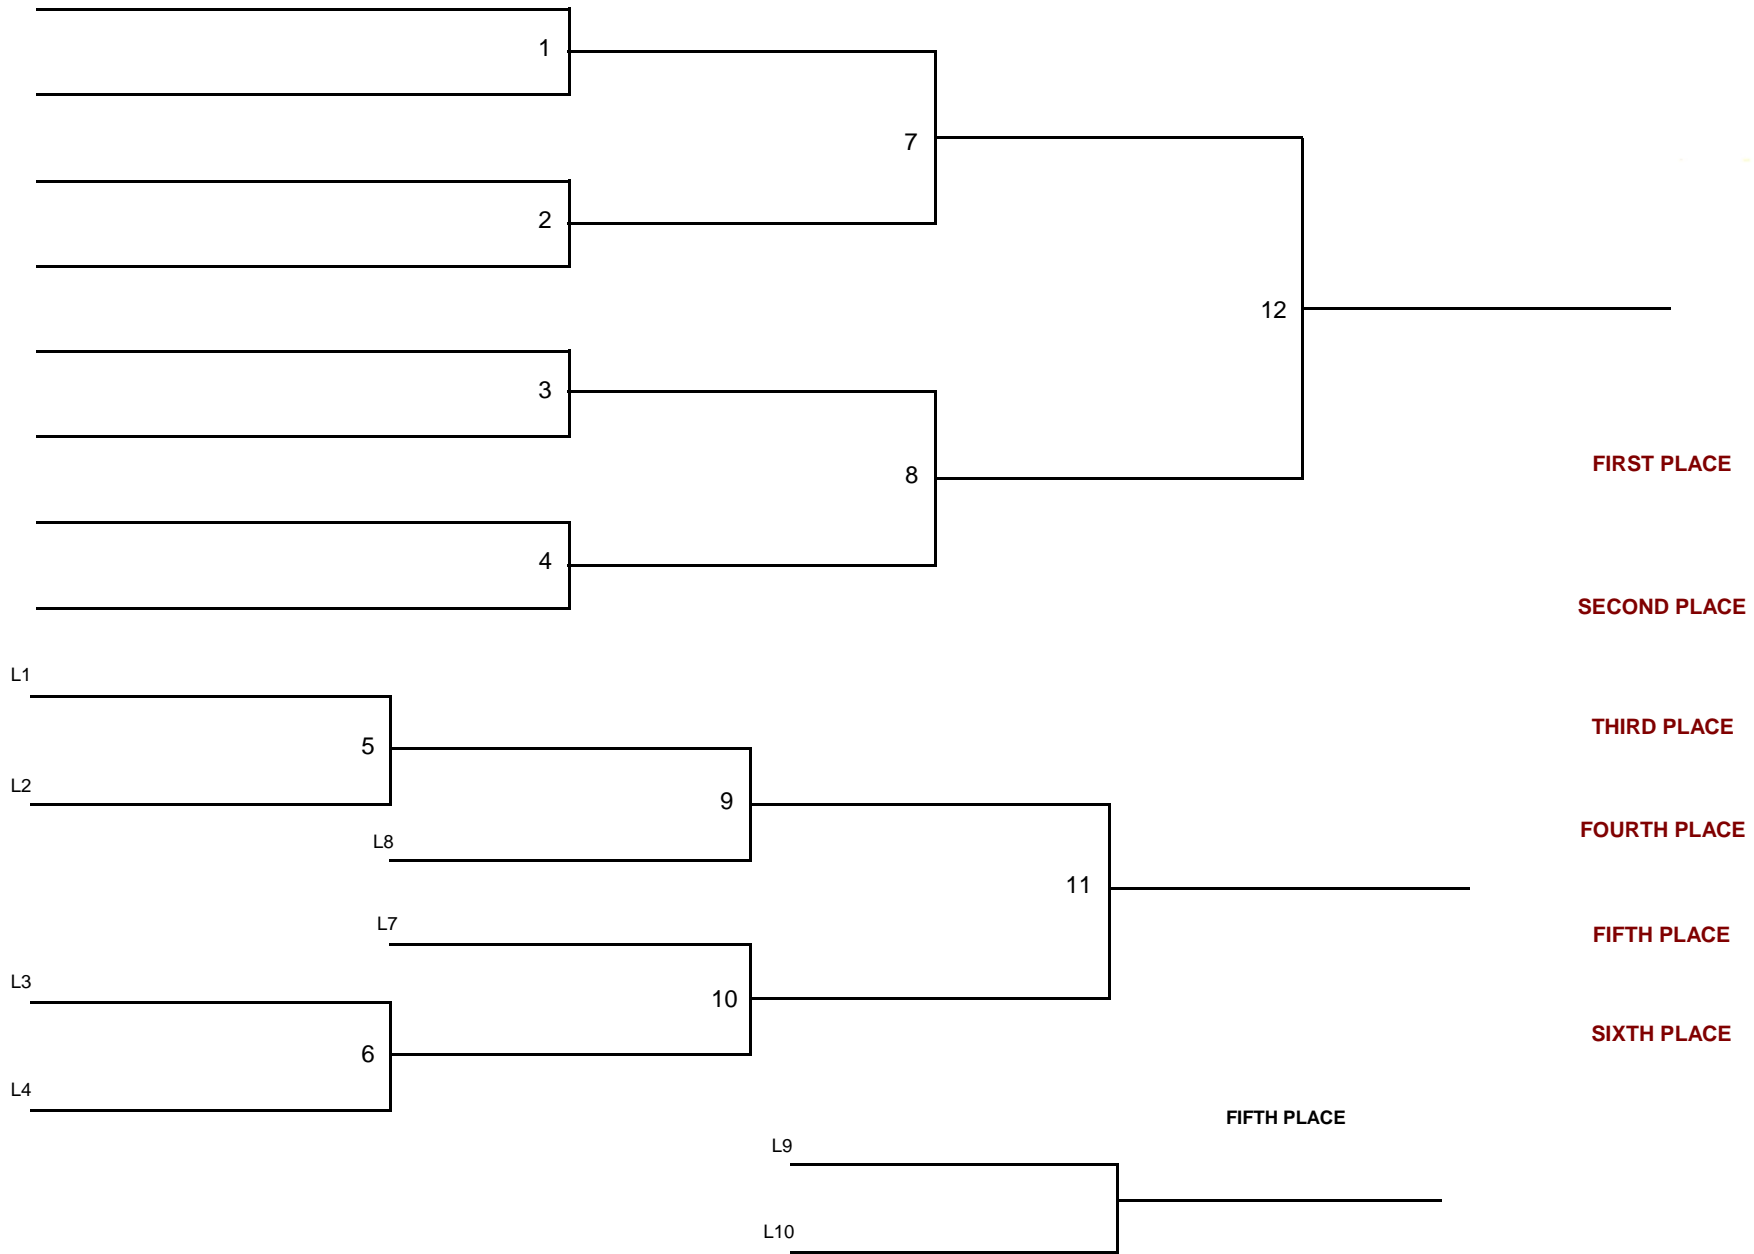 1
7
2
12
3
FIRST PLACE
8
4
SECOND PLACE
L1
THIRD PLACE
5
L2
9
FOURTH PLACE
L8
11
L7
FIFTH PLACE
L3
10
SIXTH PLACE
6
L4
FIFTH PLACE
L9
L10